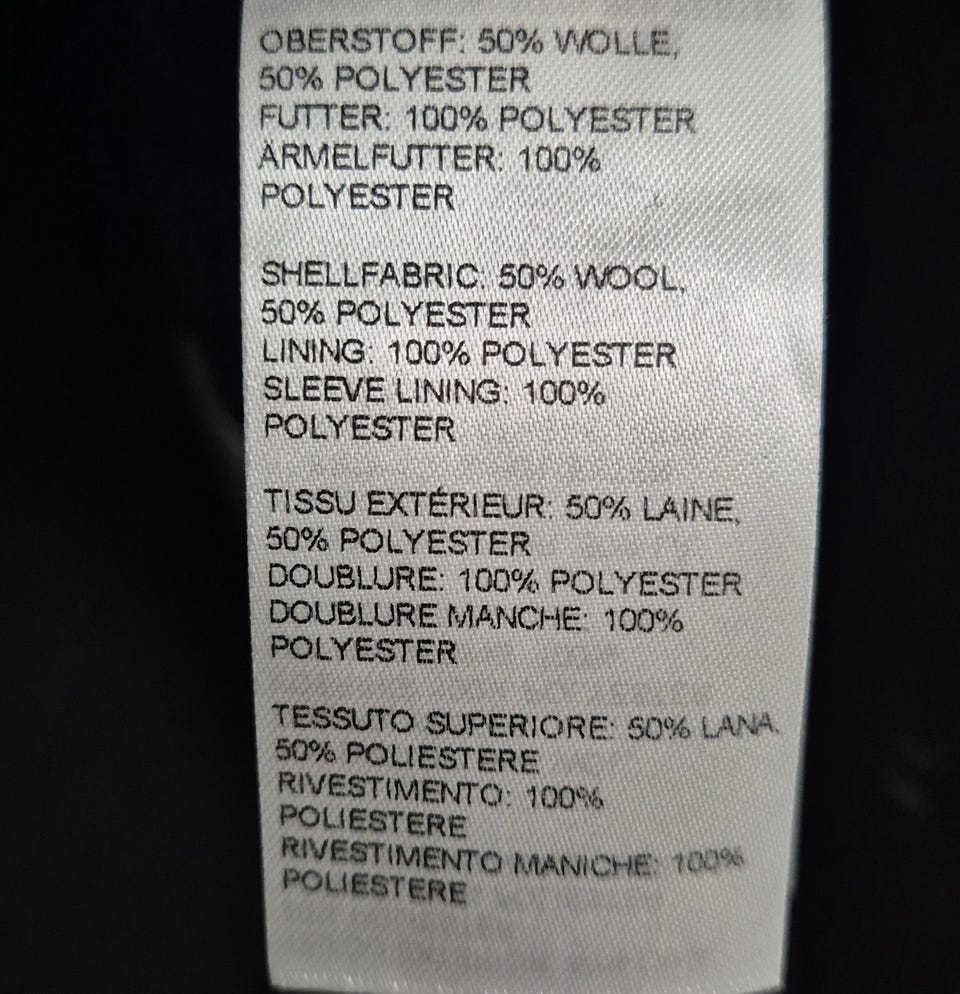 OBERSTOFF: 50% WOLLE,
50% POLYESTER
FUTTER: 100% POLYESTER
ÄRMELFUTTER: 100%
POLYESTER
SHELLFABRIC: 50% WOOL,
50% POLYESTER
LINING: 100% POLYESTER
SLEEVE LINING: 100%
POLYESTER
TISSU EXTÉRIEUR: 50% LAINE,
50% POLYESTER
DOUBLURE: 100% POLYESTER
DOUBLURE MANCHE: 100%
POLYESTER
TESSUTO SUPERIORE: 50% LANA,
50% POLIESTERE
RIVESTIMENTO: 100%
POLIESTERE
RIVESTIMENTO MANICHE: 100%
POLIESTERE